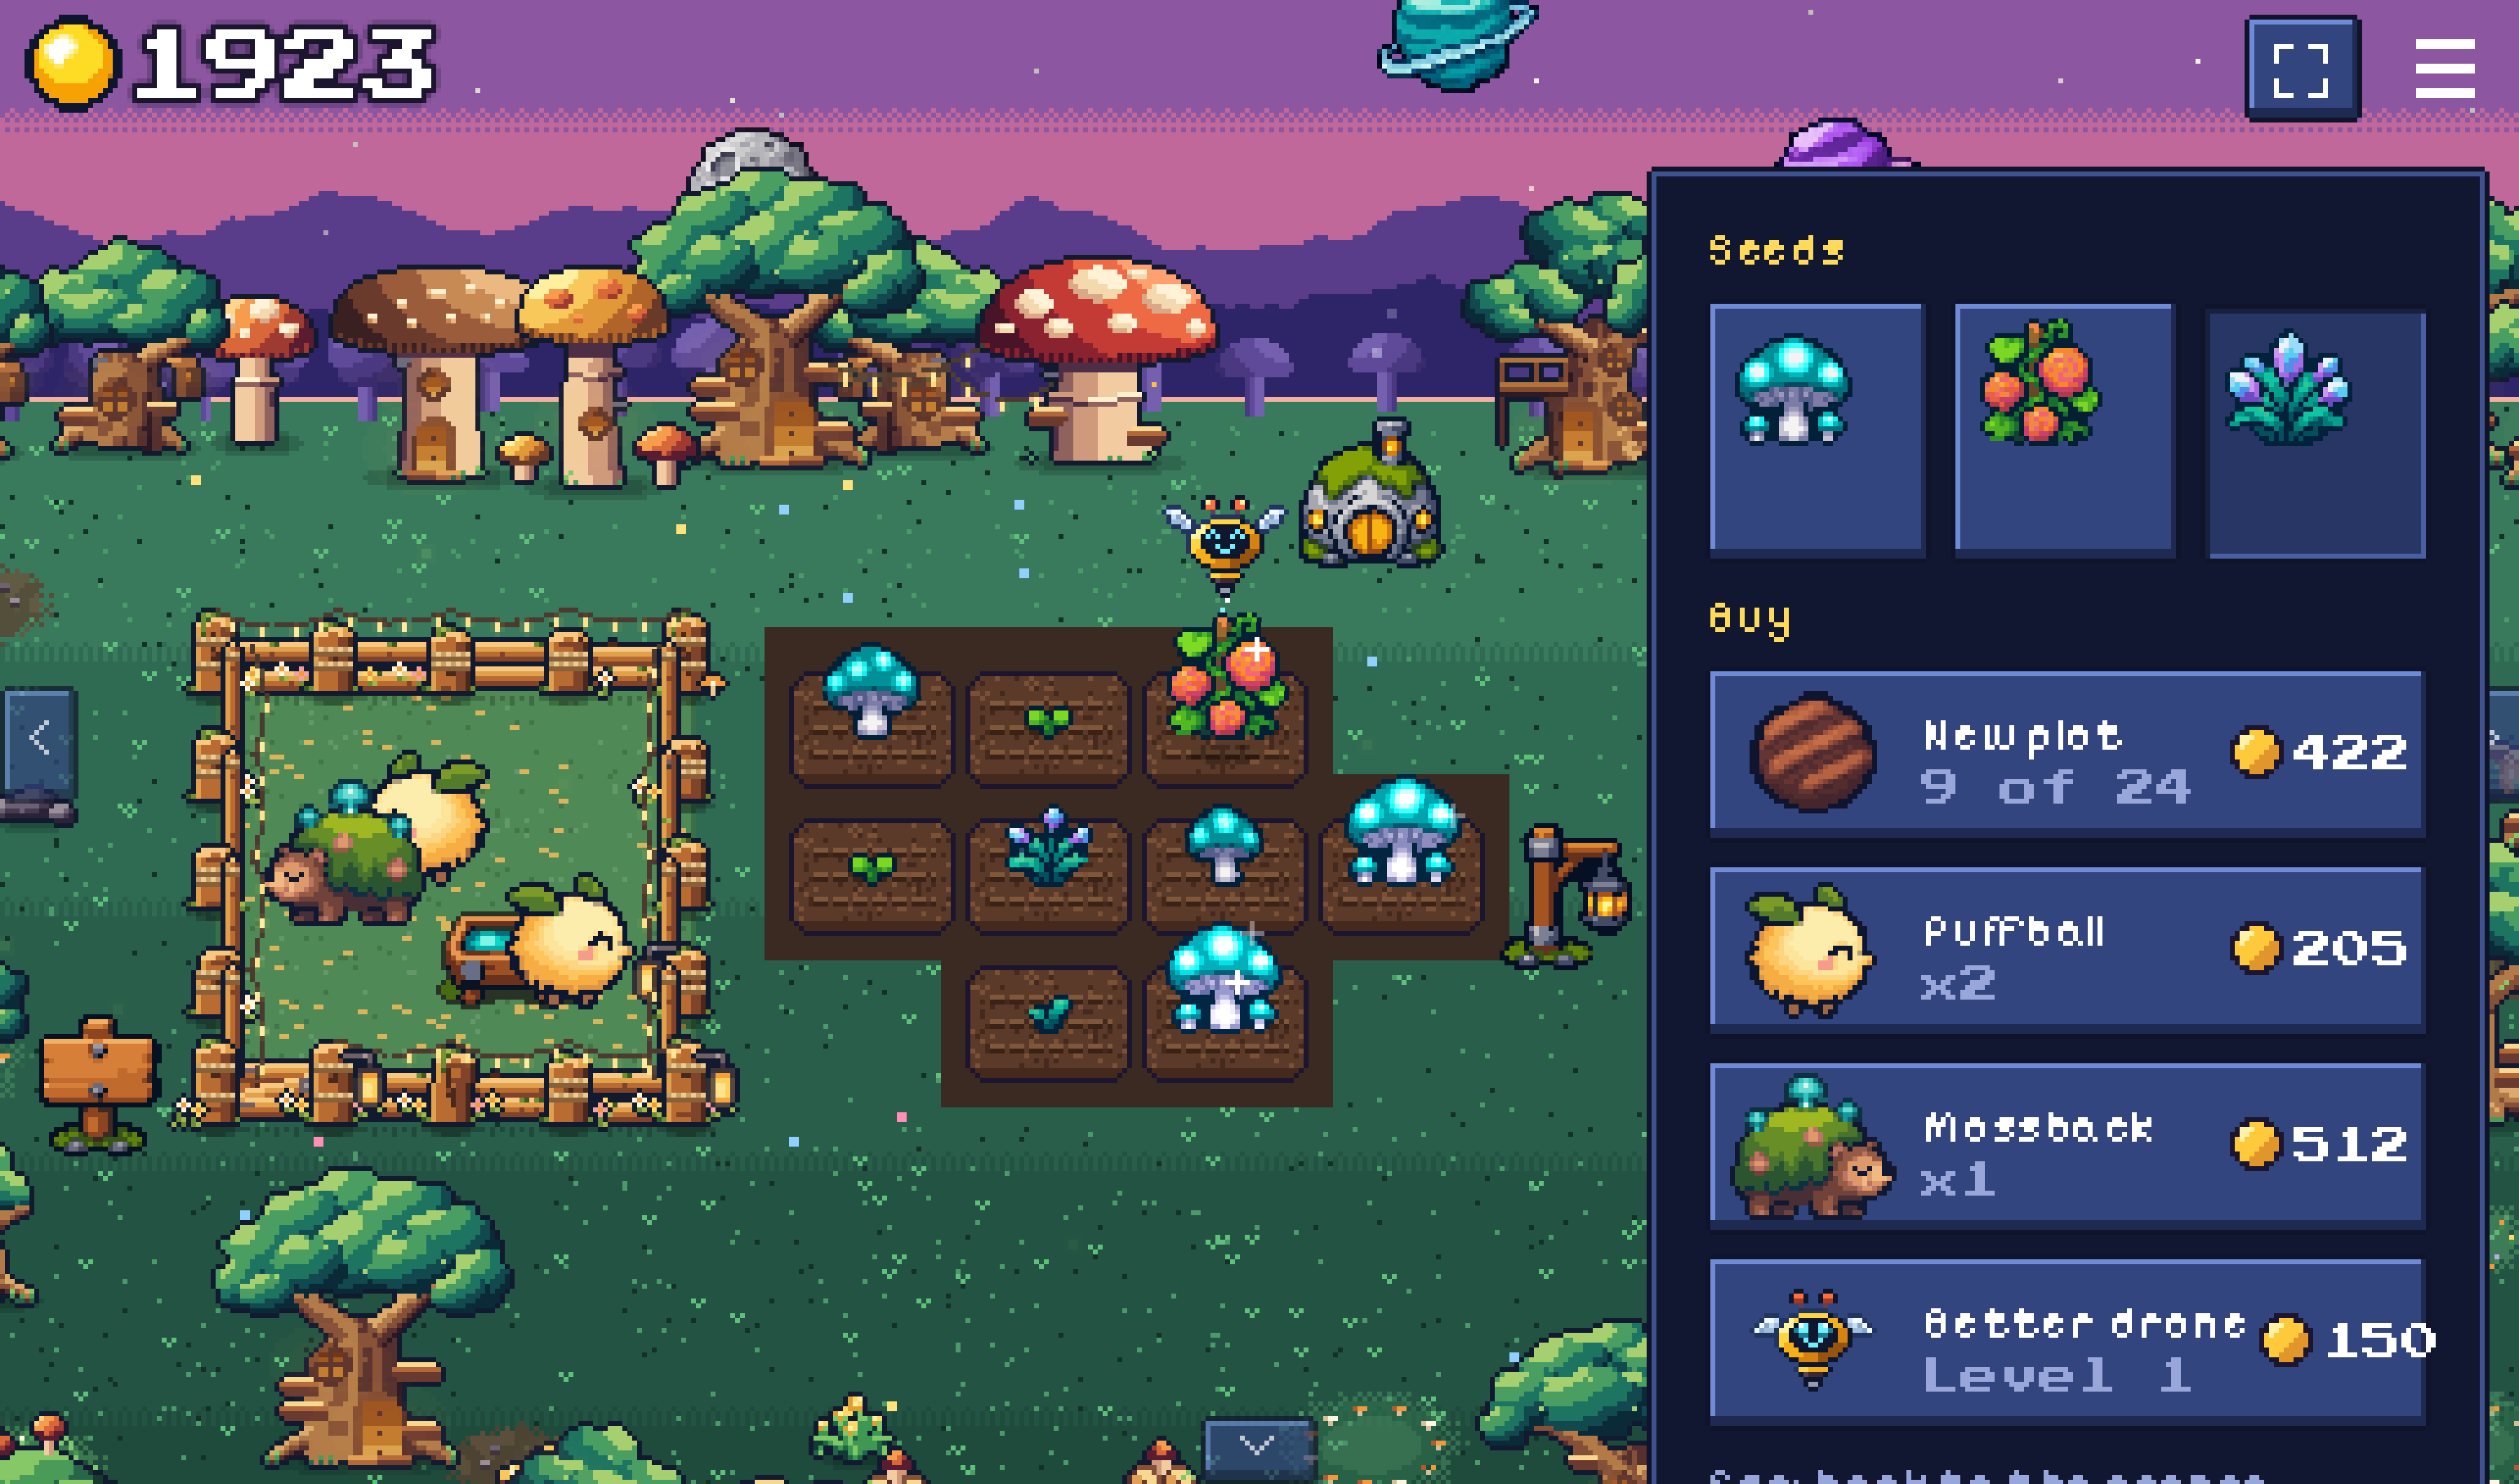 1923
Seeds
Buy
New plot
422
9 of 24
Puffball
205
x2
Mossback
512
x1
Better drone
150
Level 1